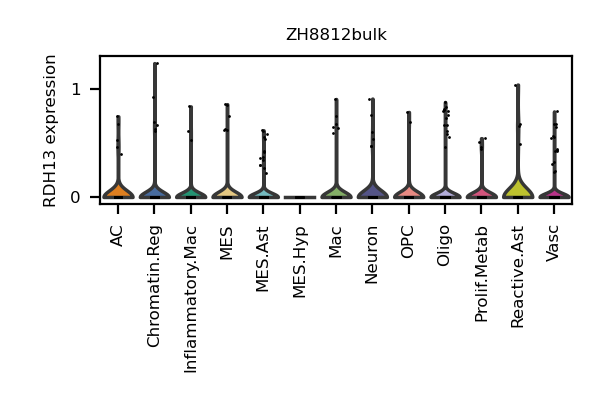 ZH8812bulk
RDH13 expression
1
0
AC
Chromatin.Reg
Inflammatory.Mac
MES
MES.Ast
MES.Hyp
Mac
Neuron
OPC
Oligo
Prolif.Metab
Reactive.Ast
Vasc